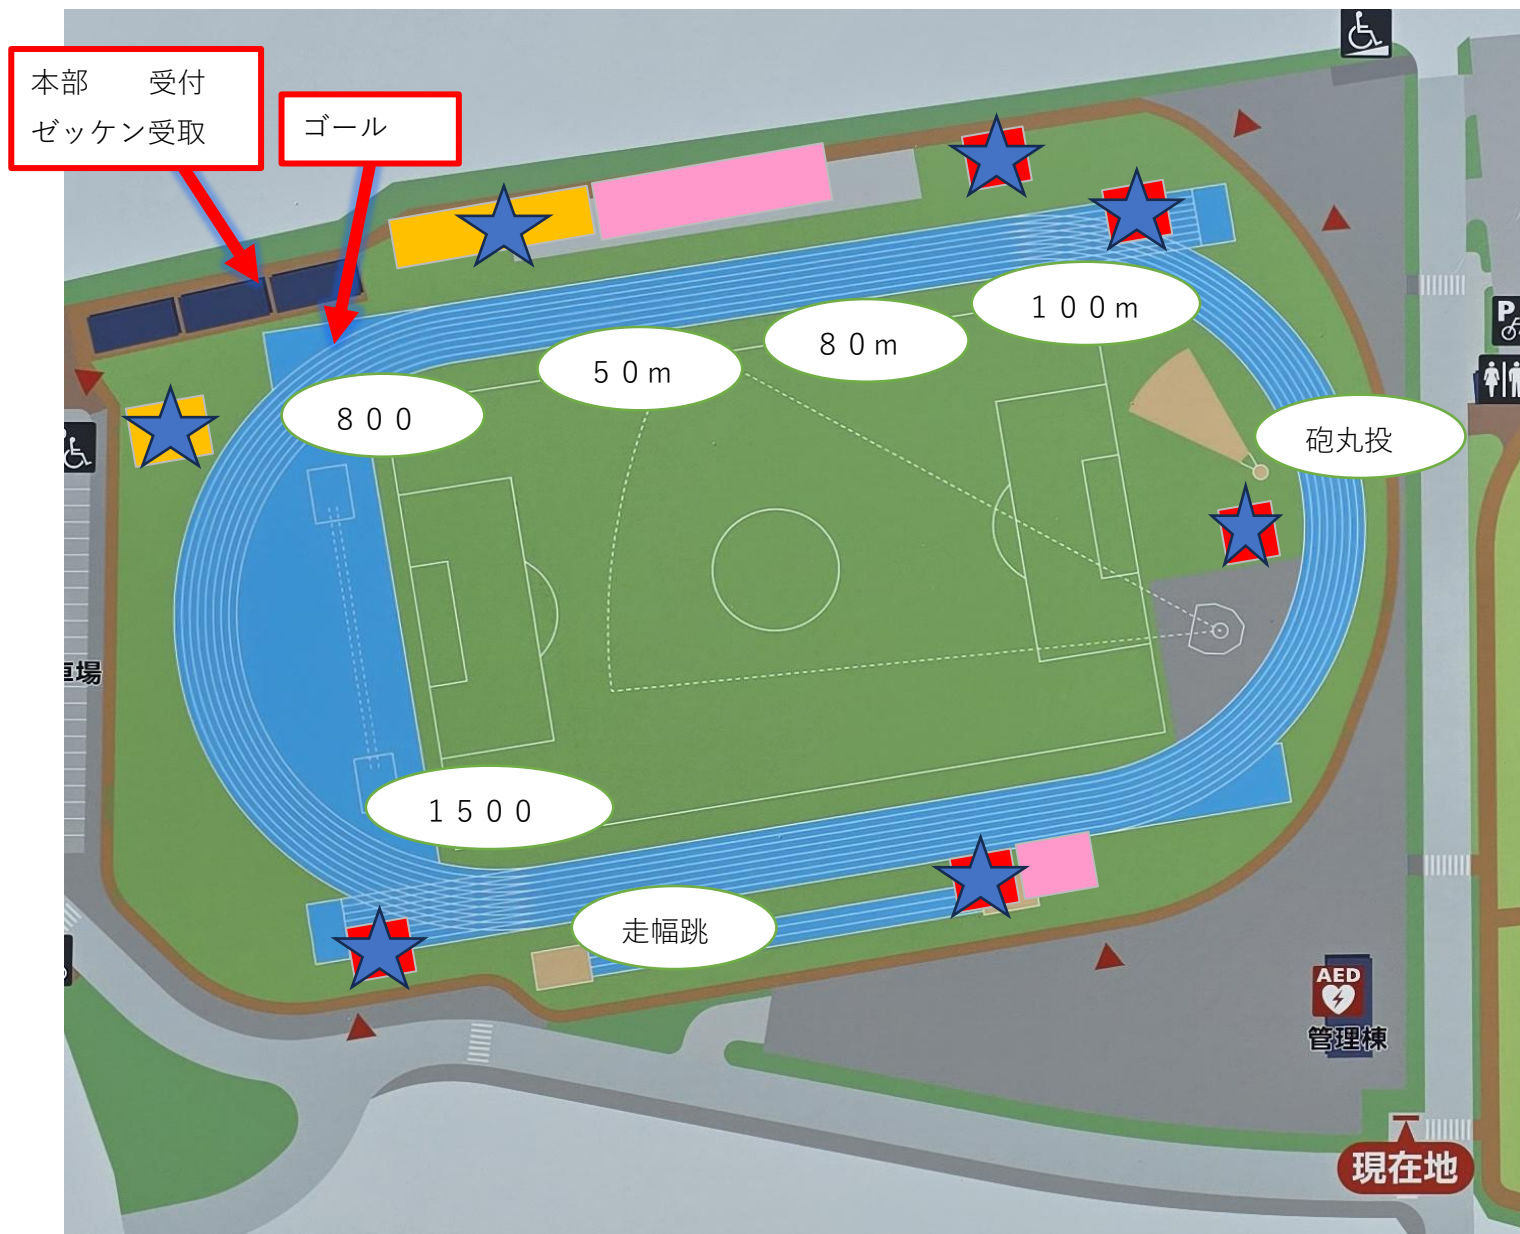 本部　　受付
ゼッケン受取
ゴール
１００ｍ
８０ｍ
５０ｍ
８００
砲丸投
P
場
１５００
走幅跳
AED
管理棟
現在地